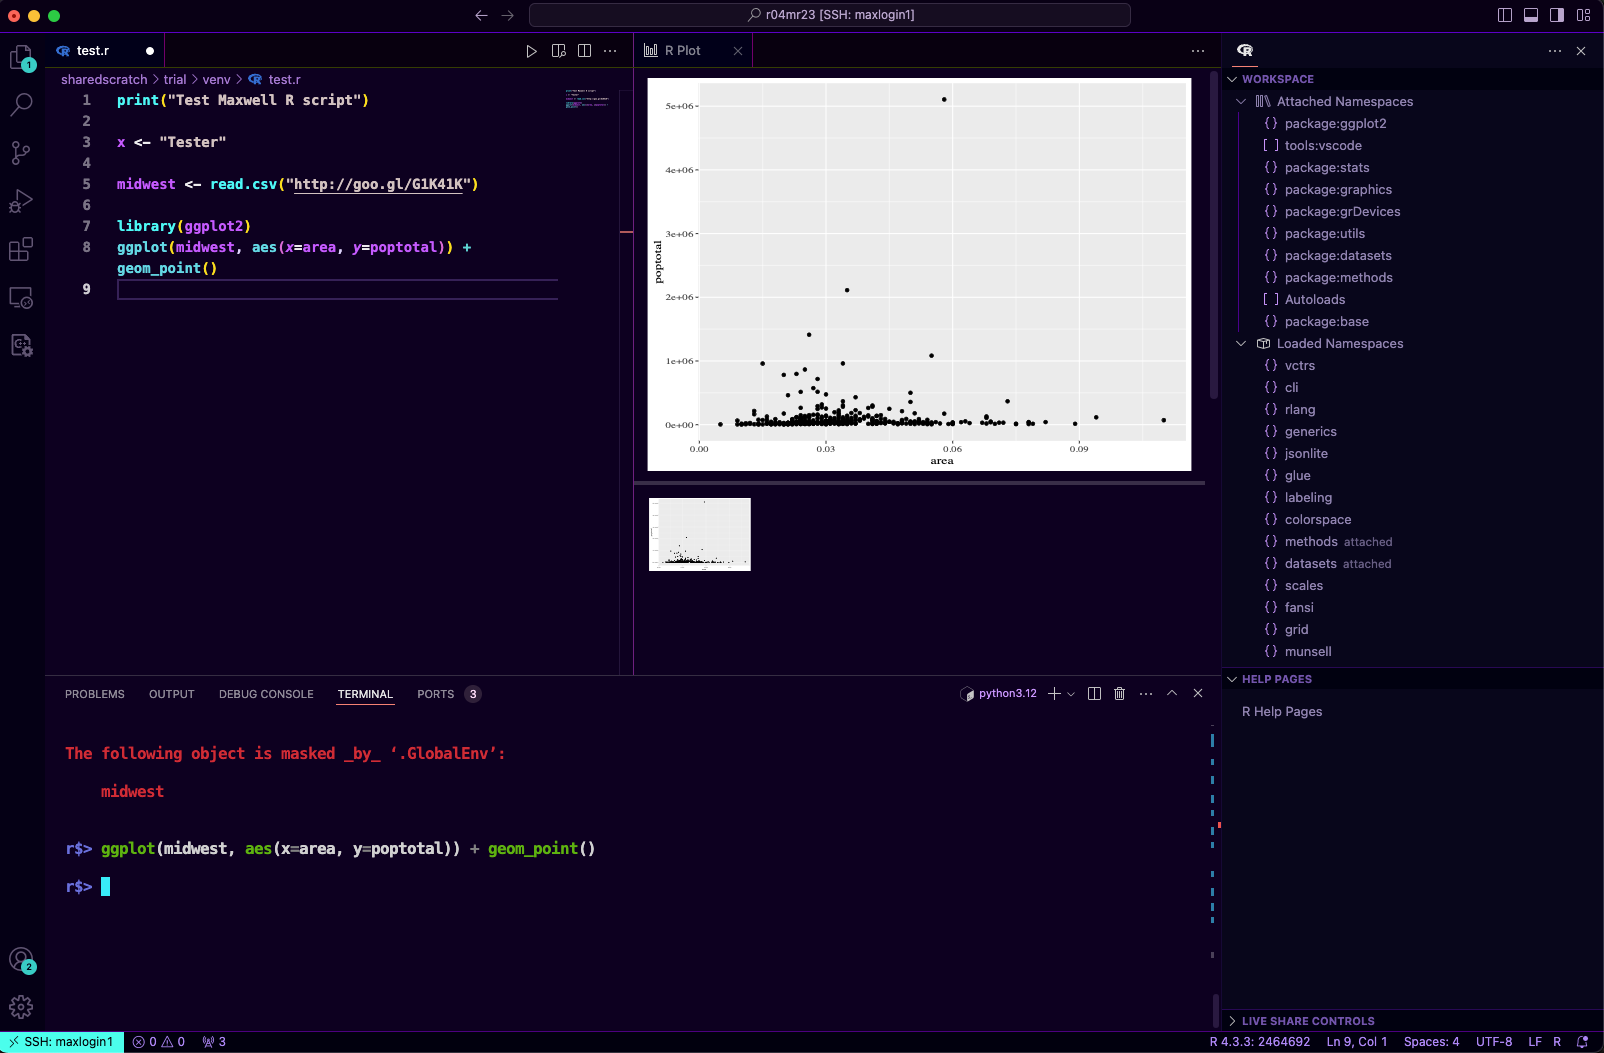 r04mr23 [SSH: maxlogin1]
test.r
R Plot
sharedscratch > trial > venv > test.r
1 print("Test Maxwell R script")
2
3 x <- "Tester"
4
5 midwest <- read.csv("http://goo.gl/G1K41K")
6
7 library(ggplot2)
8 ggplot(midwest, aes(x=area, y=poptotal)) +
geom_point()
9
5e+06
4e+06
3e+06
2e+06
1e+06
0e+00
poptotal
0.00 0.03 0.06 0.09
area
WORKSPACE
Attached Namespaces
{} package:ggplot2
[ ] tools:vscode
{} package:stats
{} package:graphics
{} package:grDevices
{} package:utils
{} package:datasets
{} package:methods
[ ] Autoloads
{} package:base
Loaded Namespaces
{} vctrs
{} cli
{} rlang
{} generics
{} jsonlite
{} glue
{} labeling
{} colorspace
{} methods attached
{} datasets attached
{} scales
{} fansi
{} grid
{} munsell
HELP PAGES
R Help Pages
LIVE SHARE CONTROLS
PROBLEMS OUTPUT DEBUG CONSOLE TERMINAL PORTS 3
python3.12
The following object is masked _by_ ‘.GlobalEnv’:
midwest
r$> ggplot(midwest, aes(x=area, y=poptotal)) + geom_point()
r$>
1
2
SSH: maxlogin1 0 0 3
R 4.3.3: 2464692 Ln 9, Col 1 Spaces: 4 UTF-8 LF R